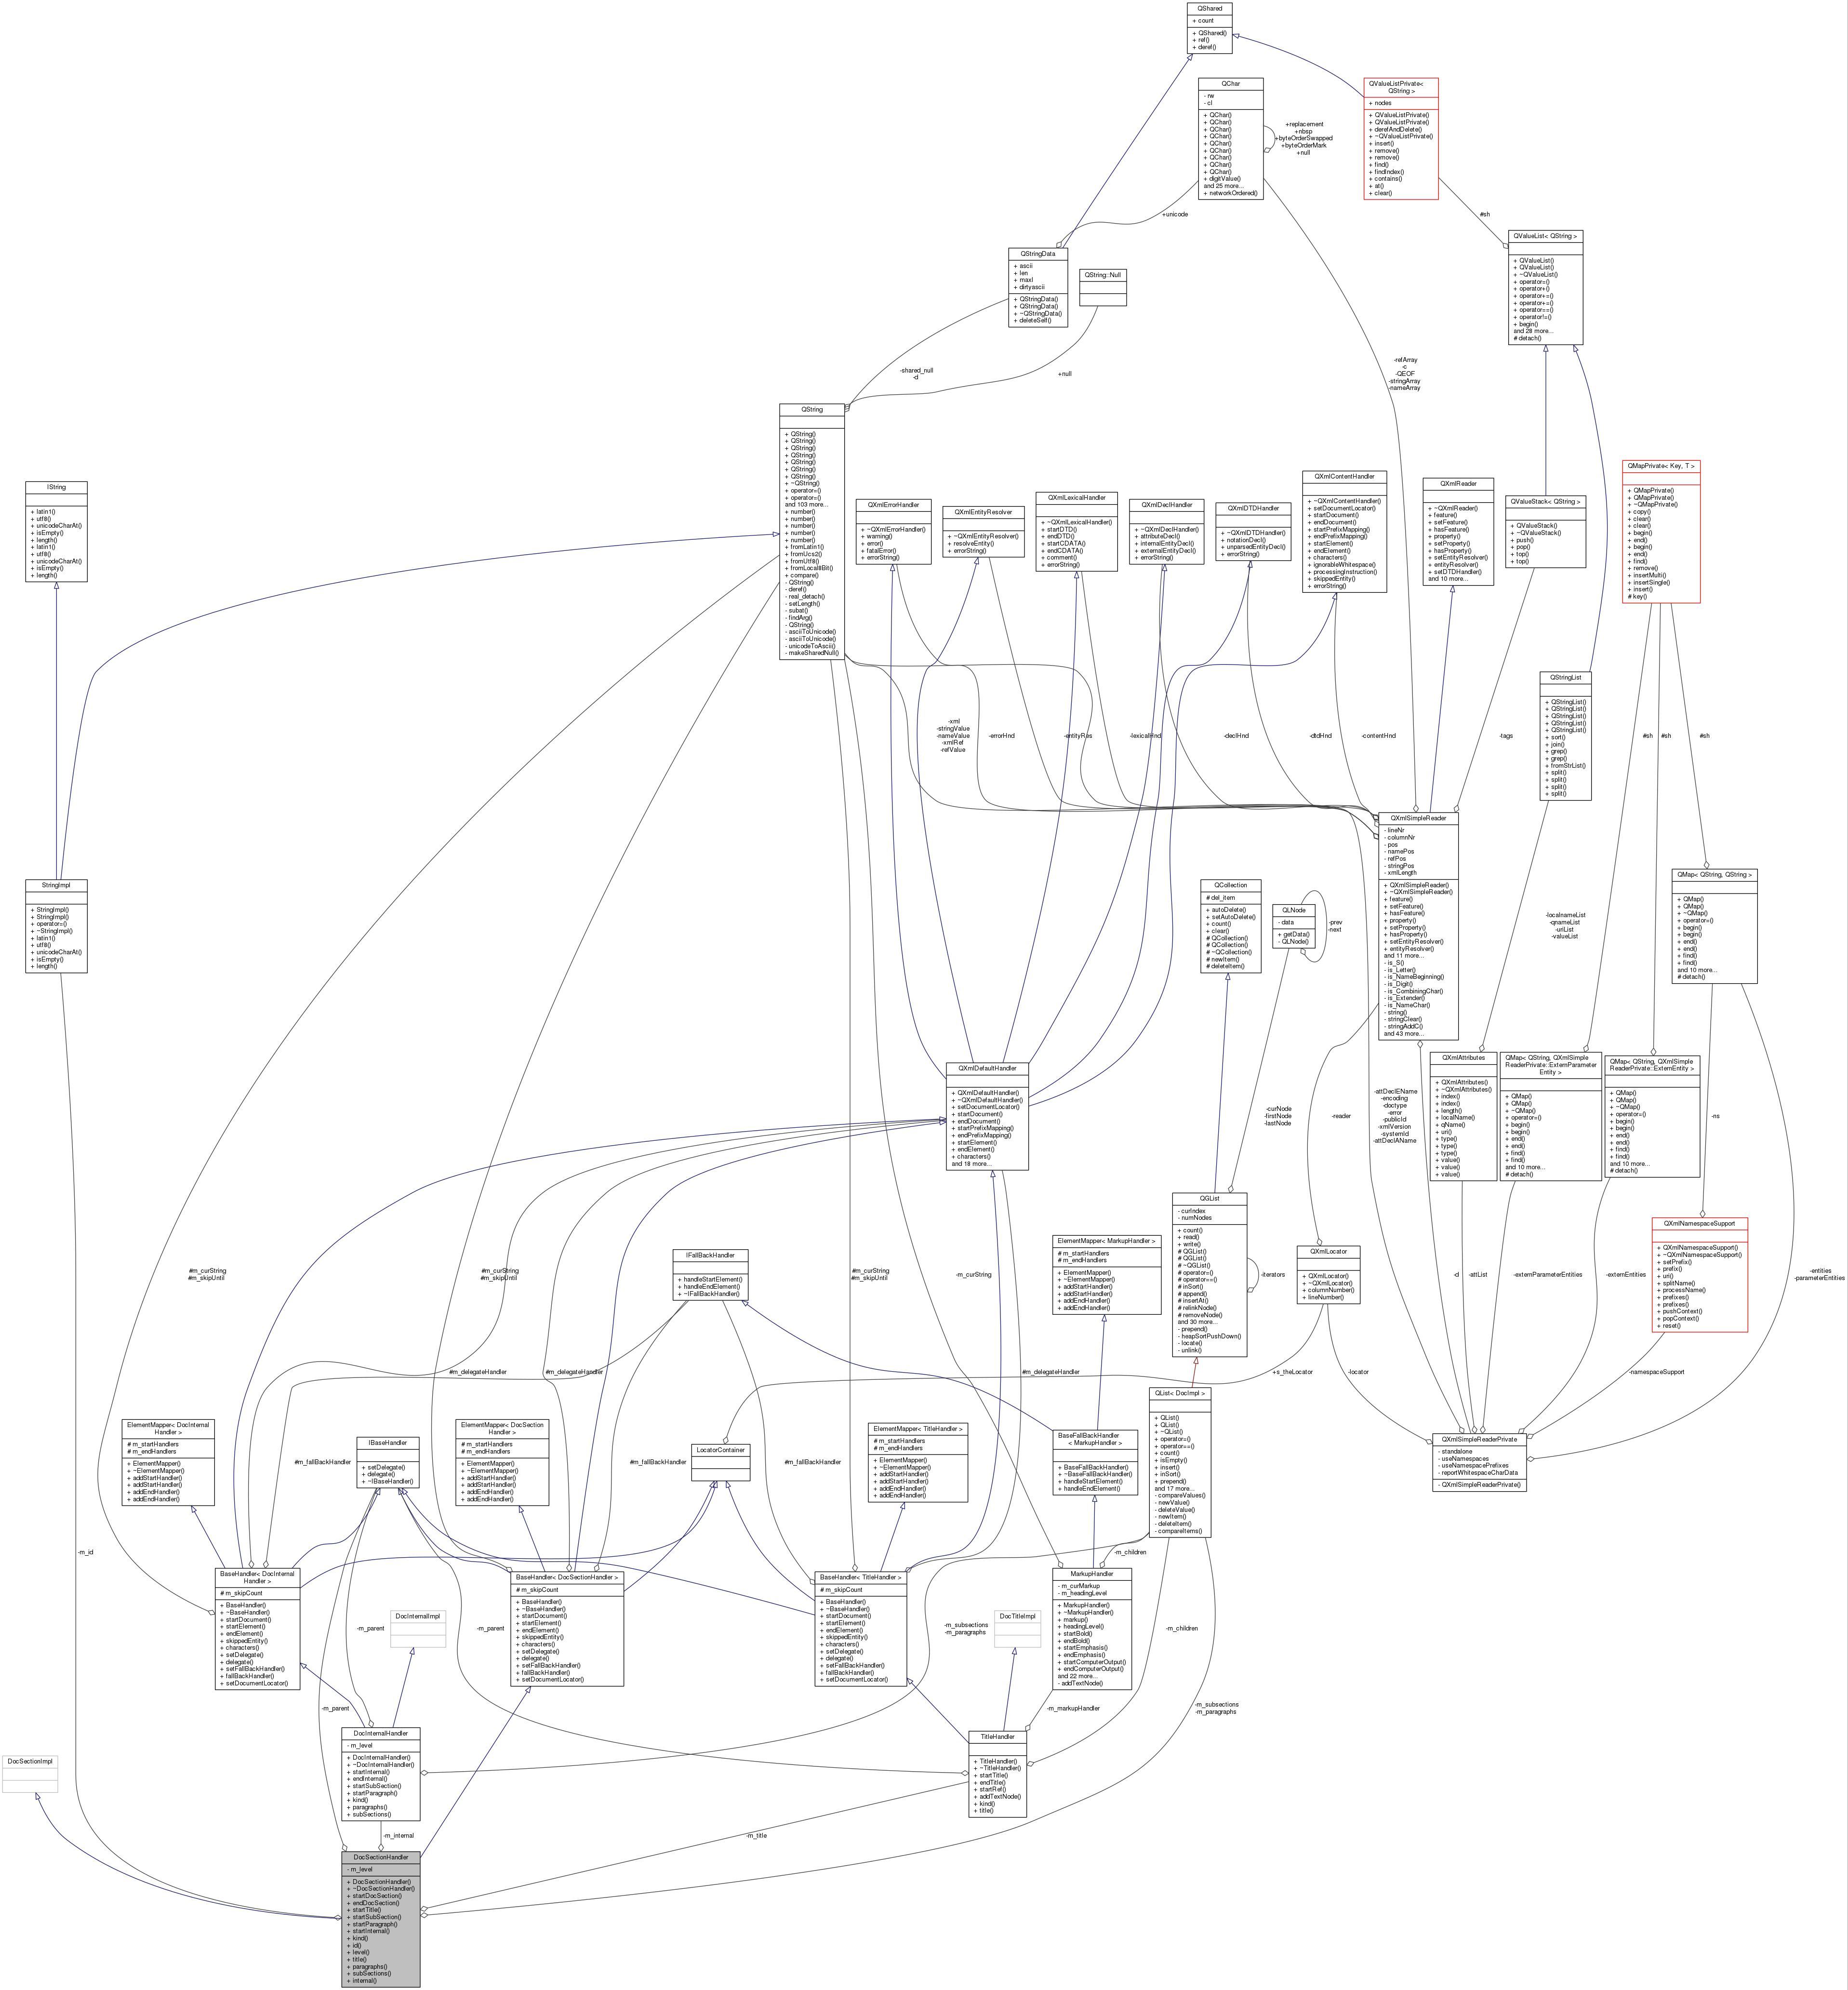 QShared
+ count
+ QShared()
+ ref()
+ deref()
QChar
- rw
- cl
+ QChar()
+ QChar()
+ QChar()
+ QChar()
+ QChar()
+ QChar()
+ QChar()
+ QChar()
+ QChar()
+ digitValue()
and 25 more...
+ networkOrdered()
+replacement
+nbsp
+byteOrderSwapped
+byteOrderMark
+null
QValueListPrivate<
QString >
+ nodes
+ QValueListPrivate()
+ QValueListPrivate()
+ derefAndDelete()
+ ~QValueListPrivate()
+ insert()
+ remove()
+ remove()
+ find()
+ findIndex()
+ contains()
+ at()
+ clear()
+unicode
#sh
QStringData
+ ascii
+ len
+ maxl
+ dirtyascii
+ QStringData()
+ QStringData()
+ ~QStringData()
+ deleteSelf()
QString::Null
QValueList< QString >
+ QValueList()
+ QValueList()
+ ~QValueList()
+ operator=()
+ operator+()
+ operator+=()
+ operator+=()
+ operator==()
+ operator!=()
+ begin()
and 28 more...
# detach()
-shared_null
-d
+null
-refArray
-c
-QEOF
-stringArray
-nameArray
QString
+ QString()
+ QString()
+ QString()
+ QString()
+ QString()
+ QString()
+ QString()
+ ~QString()
+ operator=()
+ operator=()
and 103 more...
+ number()
+ number()
+ number()
+ number()
+ number()
+ fromLatin1()
+ fromUcs2()
+ fromUtf8()
+ fromLocal8Bit()
+ compare()
- QString()
- deref()
- real_detach()
- setLength()
- subat()
- findArg()
- QString()
- asciiToUnicode()
- asciiToUnicode()
- unicodeToAscii()
- makeSharedNull()
IString
+ latin1()
+ utf8()
+ unicodeCharAt()
+ isEmpty()
+ length()
+ latin1()
+ utf8()
+ unicodeCharAt()
+ isEmpty()
+ length()
QXmlErrorHandler
+ ~QXmlErrorHandler()
+ warning()
+ error()
+ fatalError()
+ errorString()
QXmlEntityResolver
+ ~QXmlEntityResolver()
+ resolveEntity()
+ errorString()
QXmlLexicalHandler
+ ~QXmlLexicalHandler()
+ startDTD()
+ endDTD()
+ startCDATA()
+ endCDATA()
+ comment()
+ errorString()
QXmlDeclHandler
+ ~QXmlDeclHandler()
+ attributeDecl()
+ internalEntityDecl()
+ externalEntityDecl()
+ errorString()
QXmlDTDHandler
+ ~QXmlDTDHandler()
+ notationDecl()
+ unparsedEntityDecl()
+ errorString()
QXmlContentHandler
+ ~QXmlContentHandler()
+ setDocumentLocator()
+ startDocument()
+ endDocument()
+ startPrefixMapping()
+ endPrefixMapping()
+ startElement()
+ endElement()
+ characters()
+ ignorableWhitespace()
+ processingInstruction()
+ skippedEntity()
+ errorString()
QXmlReader
+ ~QXmlReader()
+ feature()
+ setFeature()
+ hasFeature()
+ property()
+ setProperty()
+ hasProperty()
+ setEntityResolver()
+ entityResolver()
+ setDTDHandler()
and 10 more...
QValueStack< QString >
+ QValueStack()
+ ~QValueStack()
+ push()
+ pop()
+ top()
+ top()
QMapPrivate< Key, T >
+ QMapPrivate()
+ QMapPrivate()
+ ~QMapPrivate()
+ copy()
+ clear()
+ clear()
+ begin()
+ end()
+ begin()
+ end()
+ find()
+ remove()
+ insertMulti()
+ insertSingle()
+ insert()
# key()
QStringList
+ QStringList()
+ QStringList()
+ QStringList()
+ QStringList()
+ QStringList()
+ sort()
+ join()
+ grep()
+ grep()
+ fromStrList()
+ split()
+ split()
+ split()
+ split()
-xml
-stringValue
-nameValue
-xmlRef
-refValue
-errorHnd
-entityRes
-lexicalHnd
-declHnd
-dtdHnd
-contentHnd
-tags
#sh
#sh
#sh
StringImpl
+ StringImpl()
+ StringImpl()
+ operator=()
+ ~StringImpl()
+ latin1()
+ utf8()
+ unicodeCharAt()
+ isEmpty()
+ length()
QXmlSimpleReader
- lineNr
- columnNr
- pos
- namePos
- refPos
- stringPos
- xmlLength
+ QXmlSimpleReader()
+ ~QXmlSimpleReader()
+ feature()
+ setFeature()
+ hasFeature()
+ property()
+ setProperty()
+ hasProperty()
+ setEntityResolver()
+ entityResolver()
and 11 more...
- is_S()
- is_Letter()
- is_NameBeginning()
- is_Digit()
- is_CombiningChar()
- is_Extender()
- is_NameChar()
- string()
- stringClear()
- stringAddC()
and 43 more...
QCollection
# del_item
+ autoDelete()
+ setAutoDelete()
+ count()
+ clear()
# QCollection()
# QCollection()
# ~QCollection()
# newItem()
# deleteItem()
QLNode
- data
+ getData()
- QLNode()
-prev
-next
-localnameList
-qnameList
-uriList
-valueList
QMap< QString, QString >
+ QMap()
+ QMap()
+ ~QMap()
+ operator=()
+ begin()
+ begin()
+ end()
+ end()
+ find()
+ find()
and 10 more...
# detach()
QXmlDefaultHandler
+ QXmlDefaultHandler()
+ ~QXmlDefaultHandler()
+ setDocumentLocator()
+ startDocument()
+ endDocument()
+ startPrefixMapping()
+ endPrefixMapping()
+ startElement()
+ endElement()
+ characters()
and 18 more...
-curNode
-firstNode
-lastNode
-reader
-attDeclEName
-encoding
-doctype
-error
-publicId
-xmlVersion
-systemId
-attDeclAName
QXmlAttributes
+ QXmlAttributes()
+ ~QXmlAttributes()
+ index()
+ index()
+ length()
+ localName()
+ qName()
+ uri()
+ type()
+ type()
+ type()
+ value()
+ value()
+ value()
QMap< QString, QXmlSimple
ReaderPrivate::ExternParameter
Entity >
+ QMap()
+ QMap()
+ ~QMap()
+ operator=()
+ begin()
+ begin()
+ end()
+ end()
+ find()
+ find()
and 10 more...
# detach()
QMap< QString, QXmlSimple
ReaderPrivate::ExternEntity >
+ QMap()
+ QMap()
+ ~QMap()
+ operator=()
+ begin()
+ begin()
+ end()
+ end()
+ find()
+ find()
and 10 more...
# detach()
-ns
QGList
- curIndex
- numNodes
+ count()
+ read()
+ write()
# QGList()
# QGList()
# ~QGList()
# operator=()
# operator==()
# inSort()
# append()
# insertAt()
# relinkNode()
# removeNode()
and 30 more...
- prepend()
- heapSortPushDown()
- locate()
- unlink()
-iterators
QXmlLocator
+ QXmlLocator()
+ ~QXmlLocator()
+ columnNumber()
+ lineNumber()
QXmlNamespaceSupport
+ QXmlNamespaceSupport()
+ ~QXmlNamespaceSupport()
+ setPrefix()
+ prefix()
+ uri()
+ splitName()
+ processName()
+ prefixes()
+ prefixes()
+ pushContext()
+ popContext()
+ reset()
#m_curString
#m_skipUntil
#m_curString
#m_skipUntil
IFallBackHandler
+ handleStartElement()
+ handleEndElement()
+ ~IFallBackHandler()
#m_curString
#m_skipUntil
-m_curString
ElementMapper< MarkupHandler >
# m_startHandlers
# m_endHandlers
+ ElementMapper()
+ ~ElementMapper()
+ addStartHandler()
+ addStartHandler()
+ addEndHandler()
+ addEndHandler()
-d
-attList
-externParameterEntities
-externEntities
-entities
-parameterEntities
#m_delegateHandler
#m_delegateHandler
#m_delegateHandler
+s_theLocator
-locator
-namespaceSupport
QList< DocImpl >
+ QList()
+ QList()
+ ~QList()
+ operator=()
+ operator==()
+ count()
+ isEmpty()
+ insert()
+ inSort()
+ prepend()
and 17 more...
- compareValues()
- newValue()
- deleteValue()
- newItem()
- deleteItem()
- compareItems()
ElementMapper< DocInternal
Handler >
# m_startHandlers
# m_endHandlers
+ ElementMapper()
+ ~ElementMapper()
+ addStartHandler()
+ addStartHandler()
+ addEndHandler()
+ addEndHandler()
#m_fallBackHandler
IBaseHandler
+ setDelegate()
+ delegate()
+ ~IBaseHandler()
ElementMapper< DocSection
Handler >
# m_startHandlers
# m_endHandlers
+ ElementMapper()
+ ~ElementMapper()
+ addStartHandler()
+ addStartHandler()
+ addEndHandler()
+ addEndHandler()
#m_fallBackHandler
LocatorContainer
#m_fallBackHandler
ElementMapper< TitleHandler >
# m_startHandlers
# m_endHandlers
+ ElementMapper()
+ ~ElementMapper()
+ addStartHandler()
+ addStartHandler()
+ addEndHandler()
+ addEndHandler()
BaseFallBackHandler
< MarkupHandler >
+ BaseFallBackHandler()
+ ~BaseFallBackHandler()
+ handleStartElement()
+ handleEndElement()
QXmlSimpleReaderPrivate
- standalone
- useNamespaces
- useNamespacePrefixes
- reportWhitespaceCharData
- QXmlSimpleReaderPrivate()
-m_id
-m_children
BaseHandler< DocInternal
Handler >
# m_skipCount
+ BaseHandler()
+ ~BaseHandler()
+ startDocument()
+ startElement()
+ endElement()
+ skippedEntity()
+ characters()
+ setDelegate()
+ delegate()
+ setFallBackHandler()
+ fallBackHandler()
+ setDocumentLocator()
BaseHandler< DocSectionHandler >
# m_skipCount
+ BaseHandler()
+ ~BaseHandler()
+ startDocument()
+ startElement()
+ endElement()
+ skippedEntity()
+ characters()
+ setDelegate()
+ delegate()
+ setFallBackHandler()
+ fallBackHandler()
+ setDocumentLocator()
BaseHandler< TitleHandler >
# m_skipCount
+ BaseHandler()
+ ~BaseHandler()
+ startDocument()
+ startElement()
+ endElement()
+ skippedEntity()
+ characters()
+ setDelegate()
+ delegate()
+ setFallBackHandler()
+ fallBackHandler()
+ setDocumentLocator()
MarkupHandler
- m_curMarkup
- m_headingLevel
+ MarkupHandler()
+ ~MarkupHandler()
+ markup()
+ headingLevel()
+ startBold()
+ endBold()
+ startEmphasis()
+ endEmphasis()
+ startComputerOutput()
+ endComputerOutput()
and 22 more...
- addTextNode()
DocInternalImpl
DocTitleImpl
-m_parent
-m_parent
-m_subsections
-m_paragraphs
-m_children
-m_parent
-m_markupHandler
-m_subsections
-m_paragraphs
DocSectionImpl
DocInternalHandler
- m_level
+ DocInternalHandler()
+ ~DocInternalHandler()
+ startInternal()
+ endInternal()
+ startSubSection()
+ startParagraph()
+ kind()
+ paragraphs()
+ subSections()
TitleHandler
+ TitleHandler()
+ ~TitleHandler()
+ startTitle()
+ endTitle()
+ startRef()
+ addTextNode()
+ kind()
+ title()
-m_internal
-m_title
DocSectionHandler
- m_level
+ DocSectionHandler()
+ ~DocSectionHandler()
+ startDocSection()
+ endDocSection()
+ startTitle()
+ startSubSection()
+ startParagraph()
+ startInternal()
+ kind()
+ id()
+ level()
+ title()
+ paragraphs()
+ subSections()
+ internal()